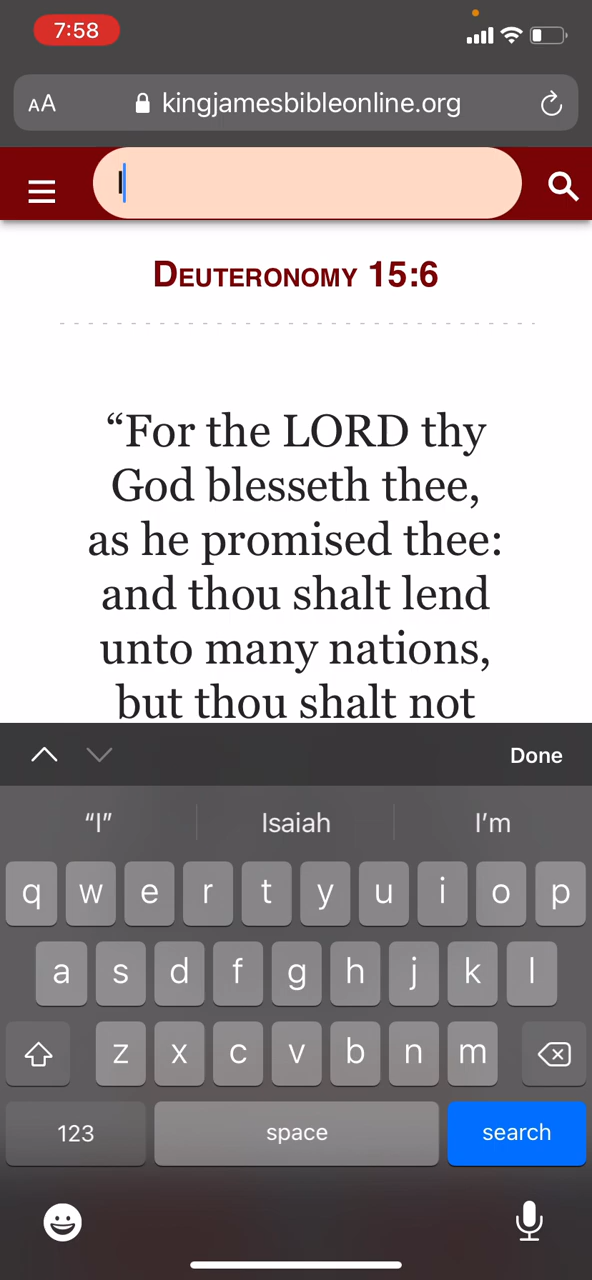 7:58
AA kingjamesbibleonline.org
I
DEUTERONOMY 15:6
“For the LORD thy
God blesseth thee,
as he promised thee:
and thou shalt lend
unto many nations,
but thou shalt not
Done
“I” Isaiah I’m
q w e r t y u i o p
a s d f g h j k l
z x c v b n m
123 space search